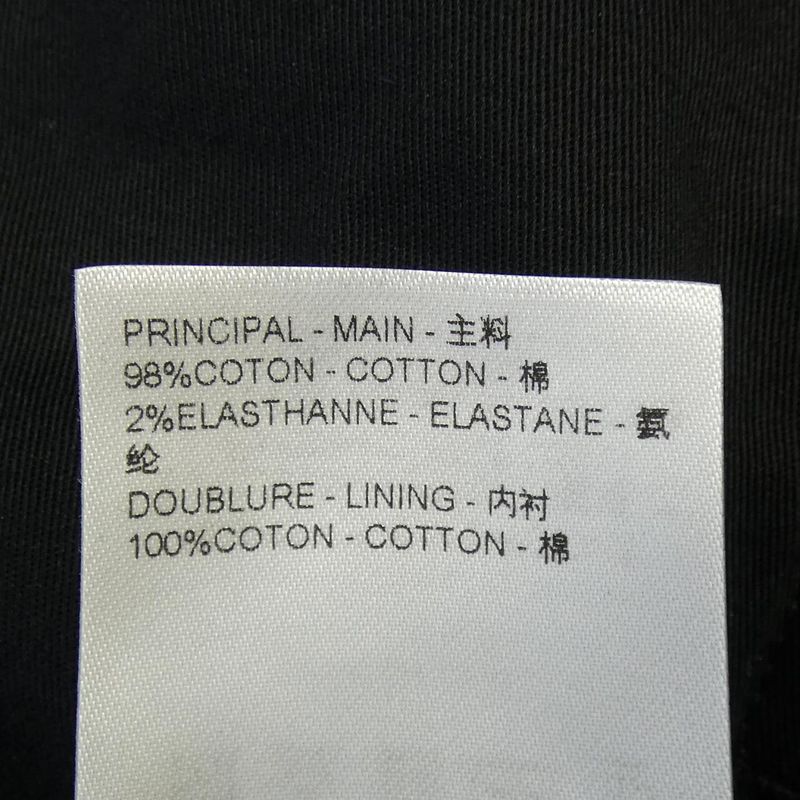 PRINCIPAL - MAIN - 主料
98%COTON - COTTON - 棉
2%ELASTHANNE - ELASTANE - 氨
纶
DOUBLURE - LINING - 内衬
100%COTON - COTTON - 棉